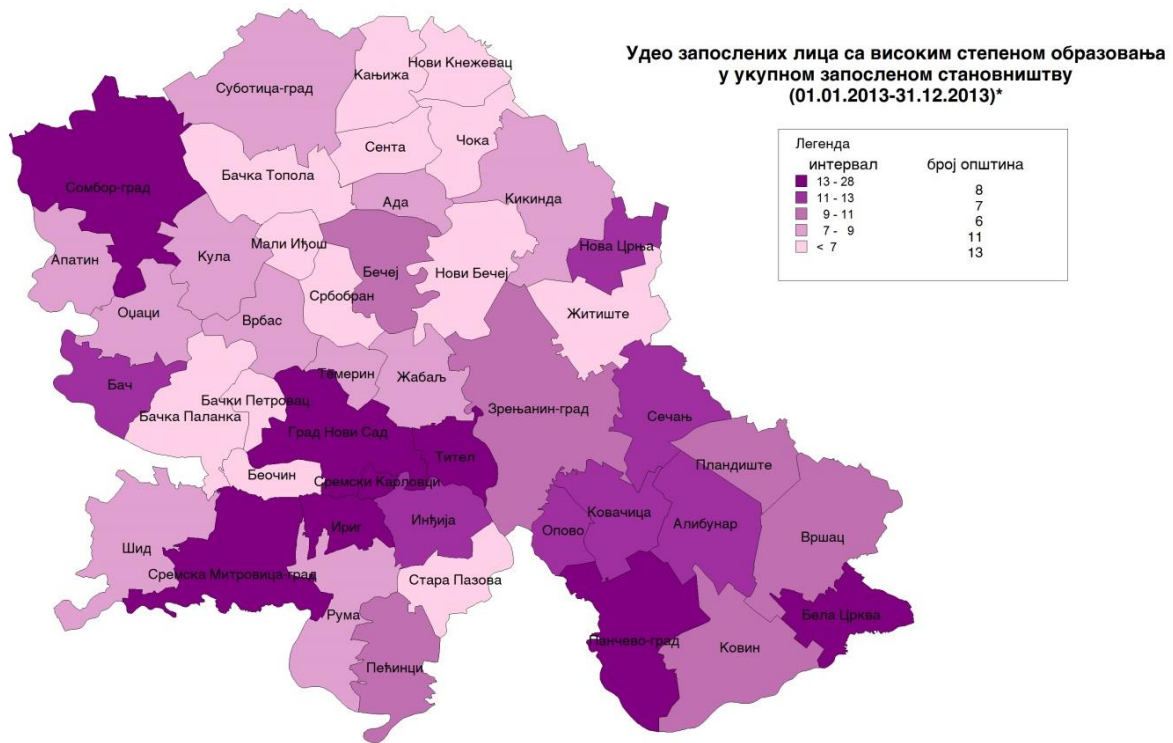 Удео запослених лица са високим степеном образовања
у укупном запосленом становништву
(01.01.2013-31.12.2013)*
Легенда
интервал број општина
13 - 28 8
11 - 13 7
9 - 11 6
7 - 9 11
< 7 13
Нови Кнежевац
Кањижа
Суботица-град
Чока
Сента
Бачка Топола
Сомбор-град
Ада
Кикинда
Мали Иђош
Нова Црња
Кула
Апатин
Бечеј
Нови Бечеј
Србобран
Житиште
Оџаци
Врбас
Темерин
Жабаљ
Бач
Бачки Петровац
Бачка Паланка
Зрењанин-град
Сечањ
Град Нови Сад
Тител
Пландиште
Беочин
Сремски Карловци
Ковачица
Ириг
Инђија
Опово
Алибунар
Вршац
Шид
Сремска Митровица-град
Стара Пазова
Рума
Бела Црква
Панчево-град
Ковин
Пећинци